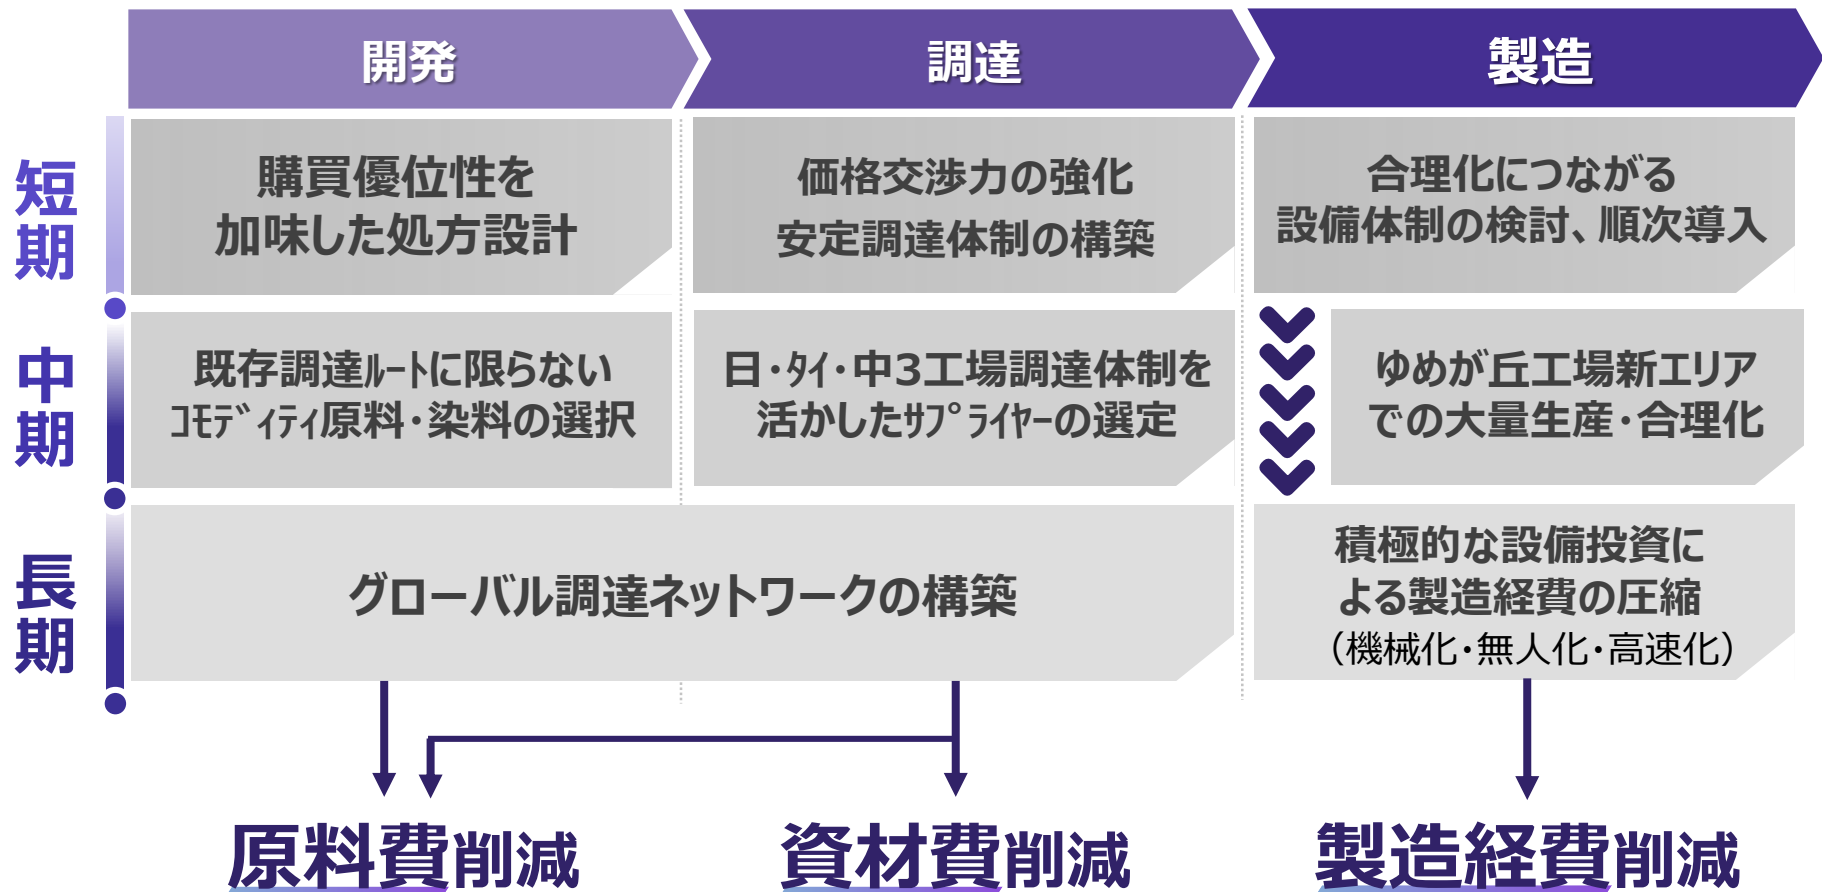 開発
調達
製造
短期
購買優位性を
加味した処方設計
価格交渉力の強化
安定調達体制の構築
合理化につながる
設備体制の検討、順次導入
中期
既存調達ﾙｰﾄに限らない
ｺﾓﾃﾞｨﾃｨ原料・染料の選択
日・ﾀｲ・中3工場調達体制を
活かしたｻﾌﾟﾗｲﾔｰの選定
ゆめが丘工場新エリア
での大量生産・合理化
長期
グローバル調達ネットワークの構築
積極的な設備投資に
よる製造経費の圧縮
（機械化・無人化・高速化）
原料費削減
資材費削減
製造経費削減